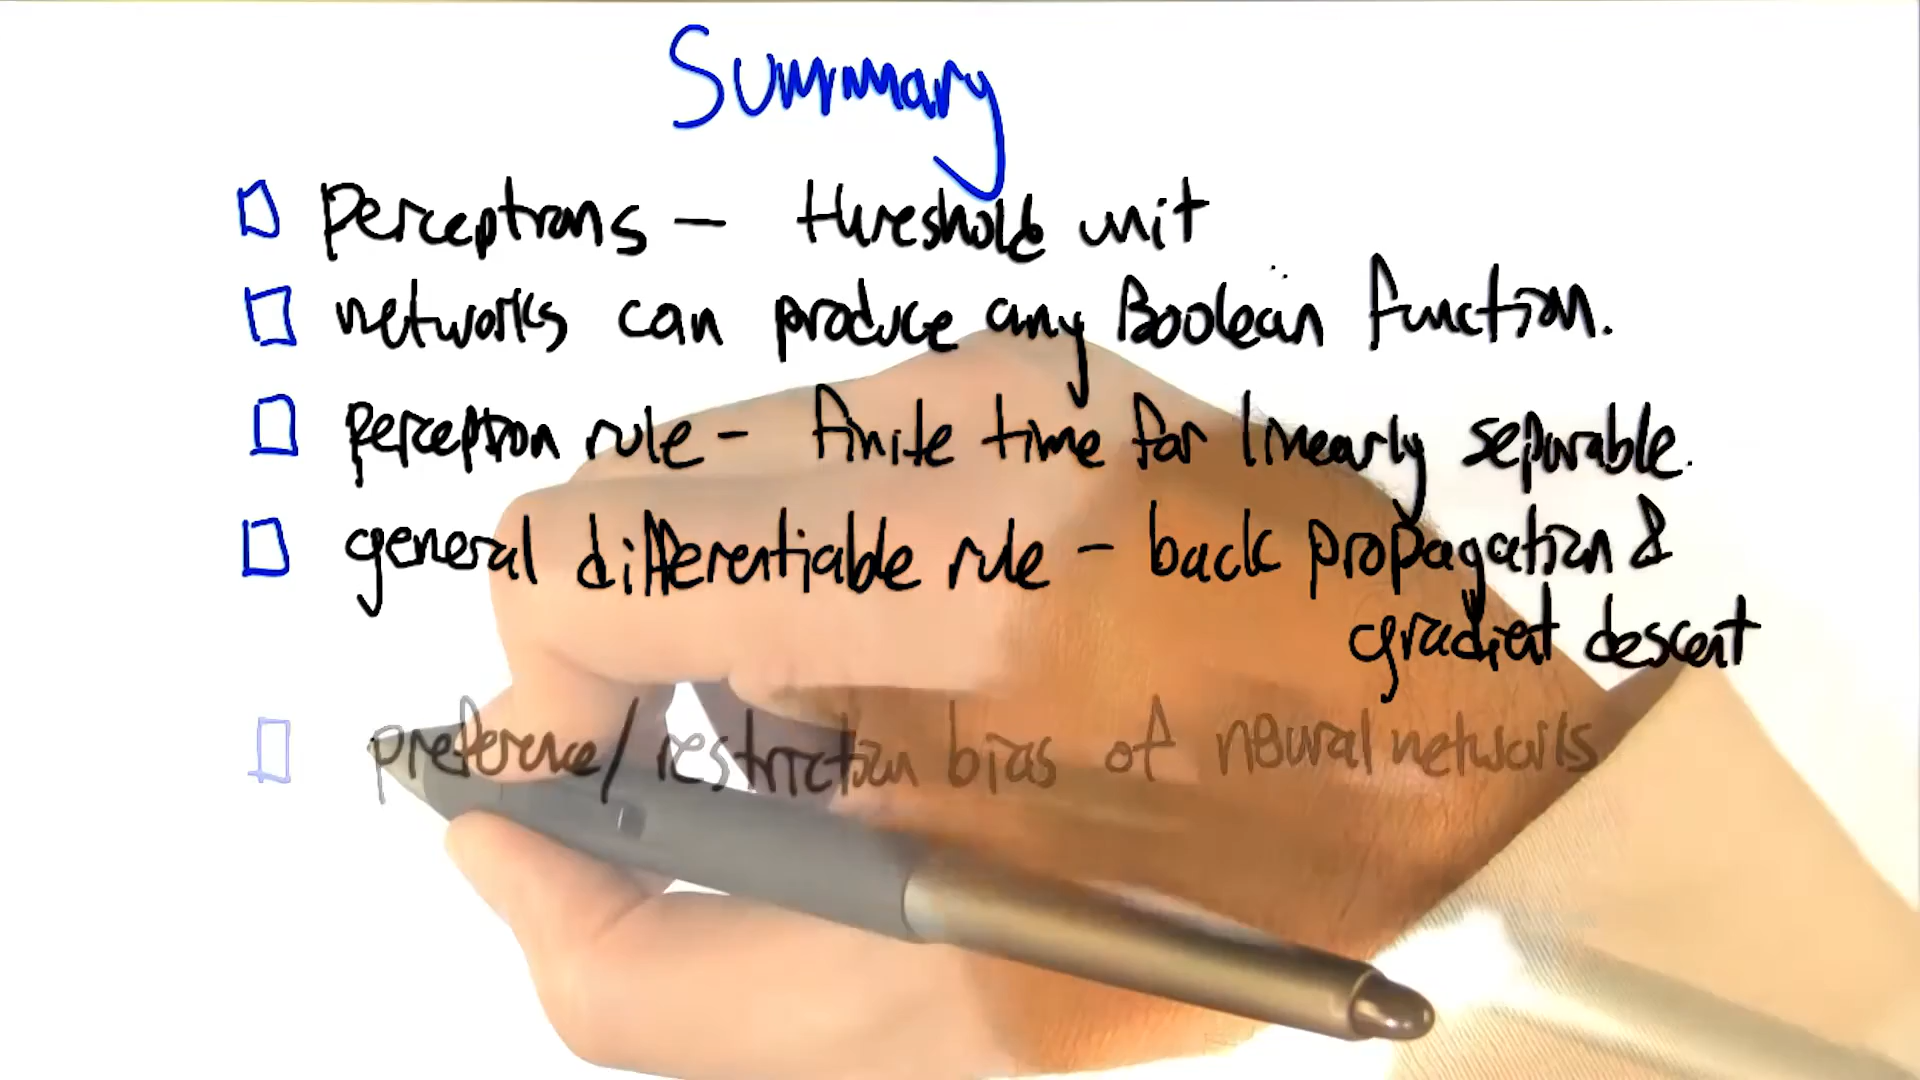 Summary
perceptrons — threshold unit
networks can produce any Boolean function.
perceptron rule - finite time for linearly separable.
general differentiable rule - back propagation &
gradient descent
preference/restriction bias of neural networks